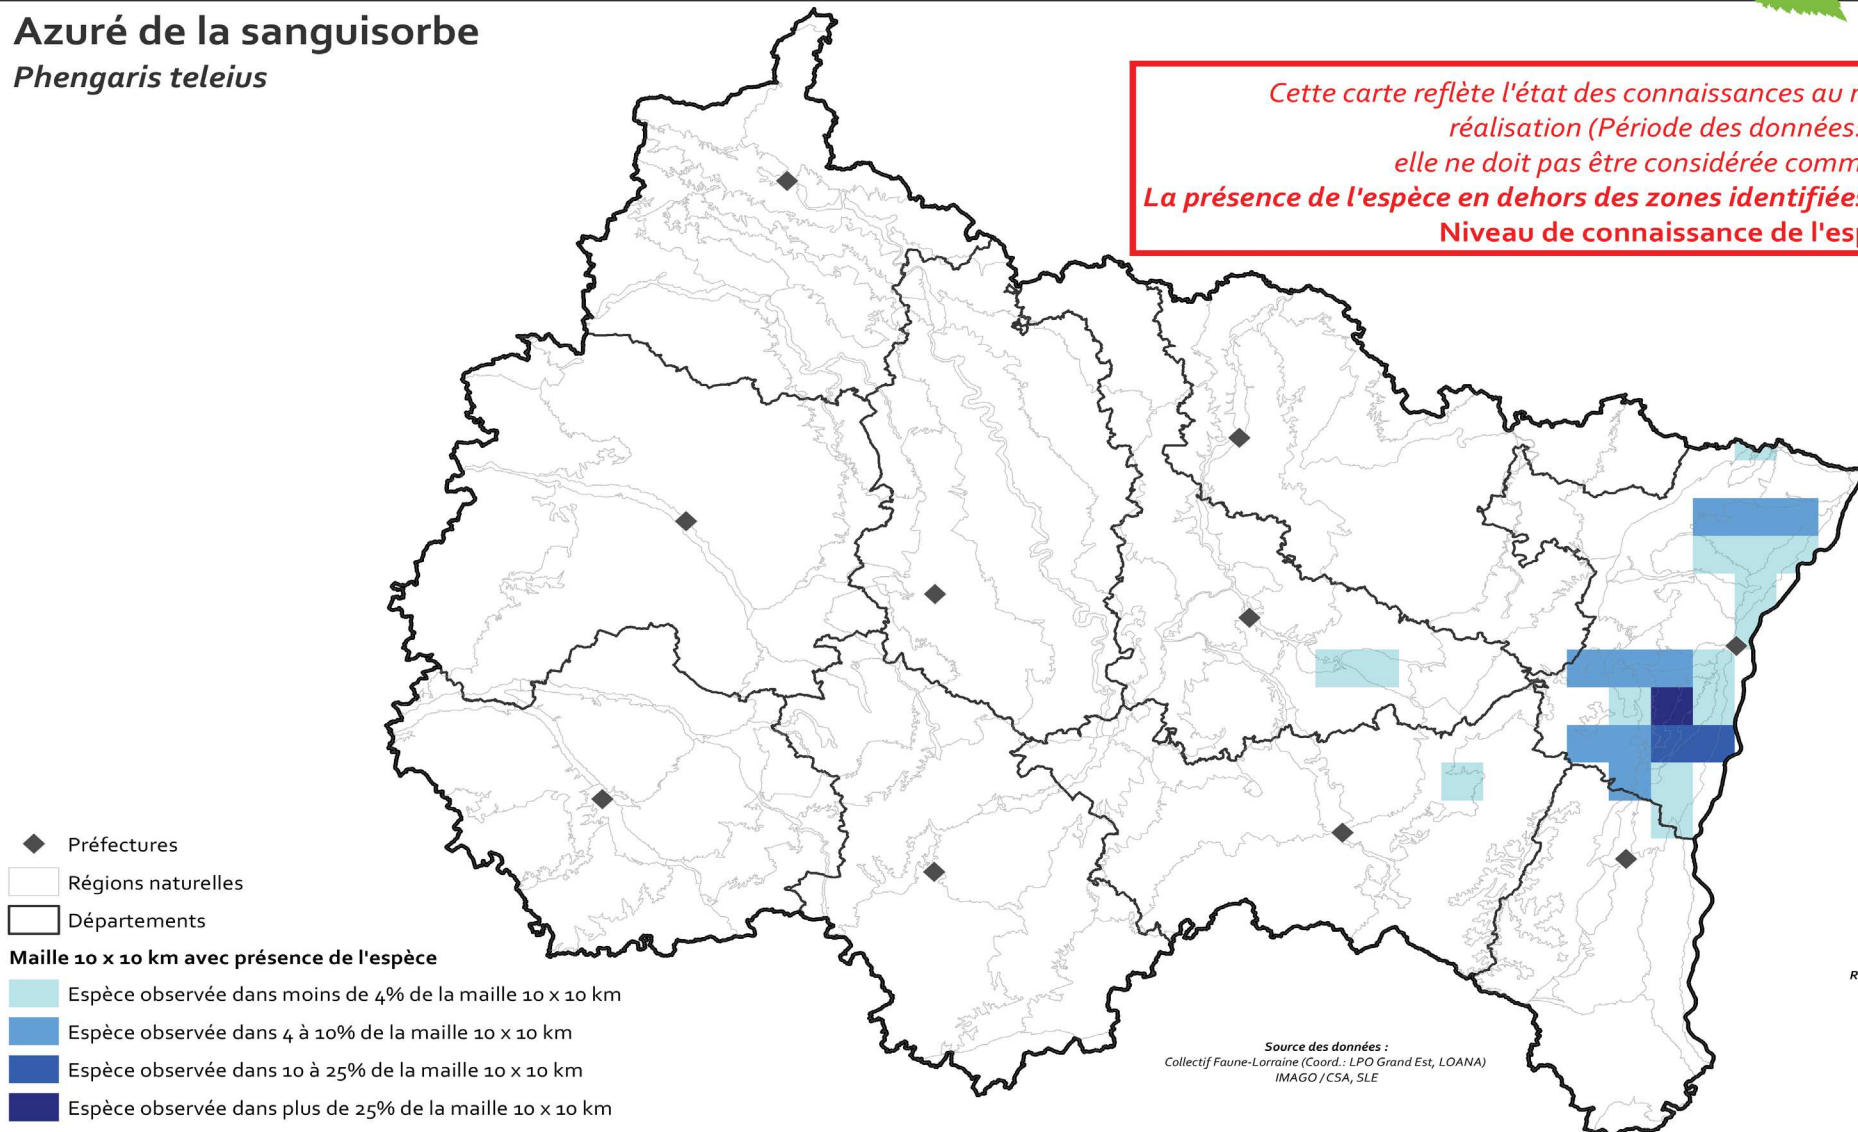 Azuré de la sanguisorbe
Phengaris teleius
Cette carte reflète l'état des connaissances au
réalisation (Période des données
elle ne doit pas être considérée comm
La présence de l'espèce en dehors des zones identifiées
Niveau de connaissance de l'esp
Préfectures
Régions naturelles
Départements
Maille 10 x 10 km avec présence de l'espèce
Espèce observée dans moins de 4% de la maille 10 x 10 km
Espèce observée dans 4 à 10% de la maille 10 x 10 km
Espèce observée dans 10 à 25% de la maille 10 x 10 km
Espèce observée dans plus de 25% de la maille 10 x 10 km
Source des données :
Collectif Faune-Lorraine (Coord.: LPO Grand Est, LOANA)
IMAGO / CSA, SLE
R